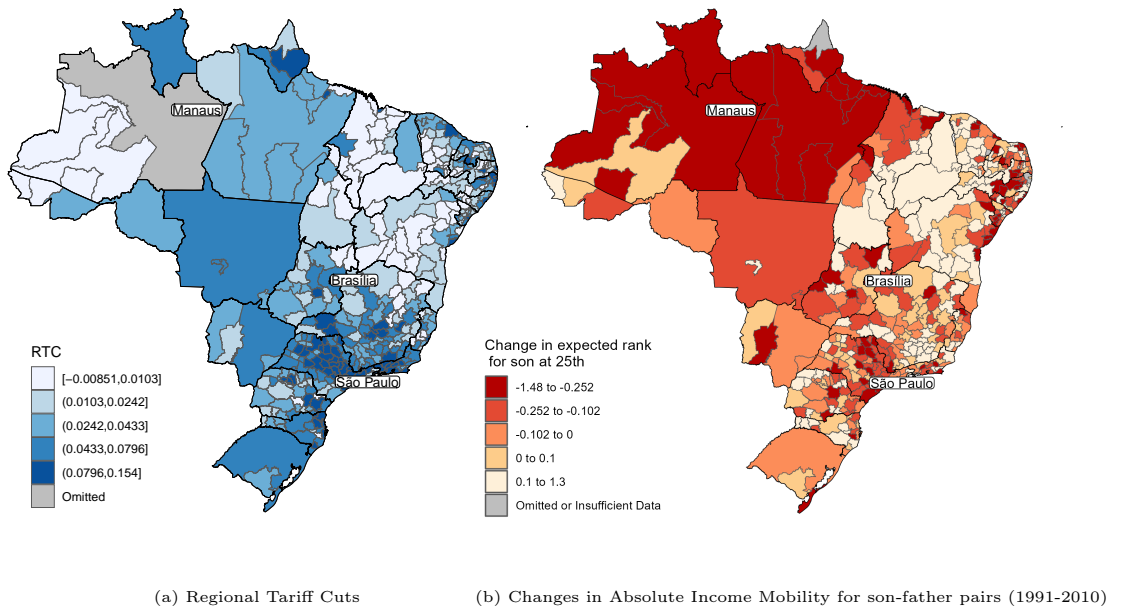 Manaus
Brasília
São Paulo
RTC
[−0.00851,0.0103]
(0.0103,0.0242]
(0.0242,0.0433]
(0.0433,0.0796]
(0.0796,0.154]
Omitted
Manaus
Brasília
São Paulo
Change in expected rank
for son at 25th
-1.48 to -0.252
-0.252 to -0.102
-0.102 to 0
0 to 0.1
0.1 to 1.3
Omitted or Insufficient Data
(a) Regional Tariff Cuts
(b) Changes in Absolute Income Mobility for son-father pairs (1991-2010)